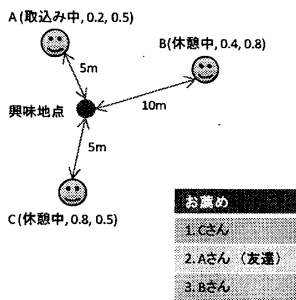 A(取込み中, 0.2, 0.5)
B(休憩中, 0.4, 0.8)
5m
10m
興味地点
5m
C(休憩中, 0.8, 0.5)
お薦め
1. Cさん
2. Aさん （友達）
3. Bさん